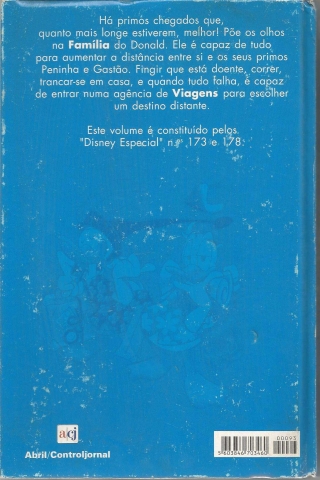 Há primos chegados que,
quanto mais longe estiverem, melhor! Põe os olhos
na Família do Donald. Ele é capaz de tudo
para aumentar a distância entre si e os seus primos
Peninha e Gastão. Fingir que está doente, correr,
trancar-se em casa, e quando tudo falha, é capaz
de entrar numa agência de Viagens para escolher
um destino distante.
Este volume é constituído pelos
"Disney Especial" n.os 173 e 178.
acj
Abril/Controljornal
00093
5603846703460